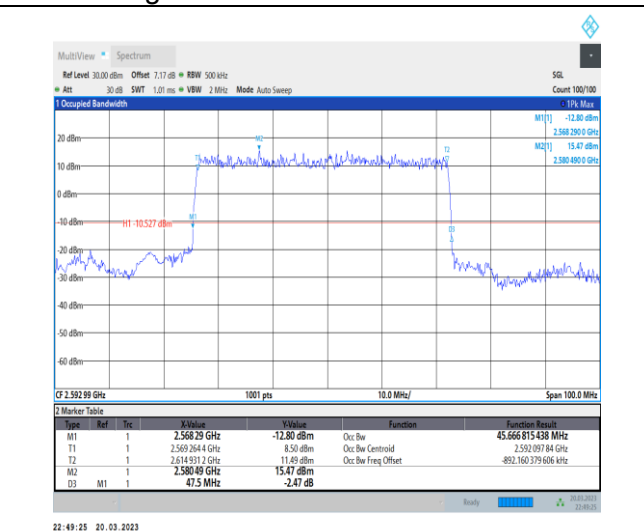 MultiView Spectrum
Ref Level 30.00 dBm Offset 7.17 dB RBW 500 kHz SGL
Att 30 dB SWT 1.01 ms VBW 2 MHz Mode Auto Sweep Count 100/100
1 Occupied Bandwidth 1Pk Max
M1[1] -12.80 dBm
2.568 290 0 GHz
M2[1] 15.47 dBm
2.580 490 0 GHz
20 dBm
M2
T1
T2
10 dBm
0 dBm
M1
-10 dBm
H1 -10.527 dBm
D3
-20 dBm
-30 dBm
-40 dBm
-50 dBm
-60 dBm
CF 2.592 99 GHz 1001 pts 10.0 MHz/ Span 100.0 MHz
2 Marker Table
Type Ref Trc X-Value Y-Value Function Function Result
M1 1 2.568 29 GHz -12.80 dBm Occ Bw 45.666 815 438 MHz
T1 1 2.569 264 4 GHz 8.50 dBm Occ Bw Centroid 2.592 097 84 GHz
T2 1 2.614 931 2 GHz 11.49 dBm Occ Bw Freq Offset -892.160 379 606 kHz
M2 1 2.580 49 GHz 15.47 dBm
D3 M1 1 47.5 MHz -2.47 dB
Ready 20.03.2023
22:49:25
22:49:25 20.03.2023